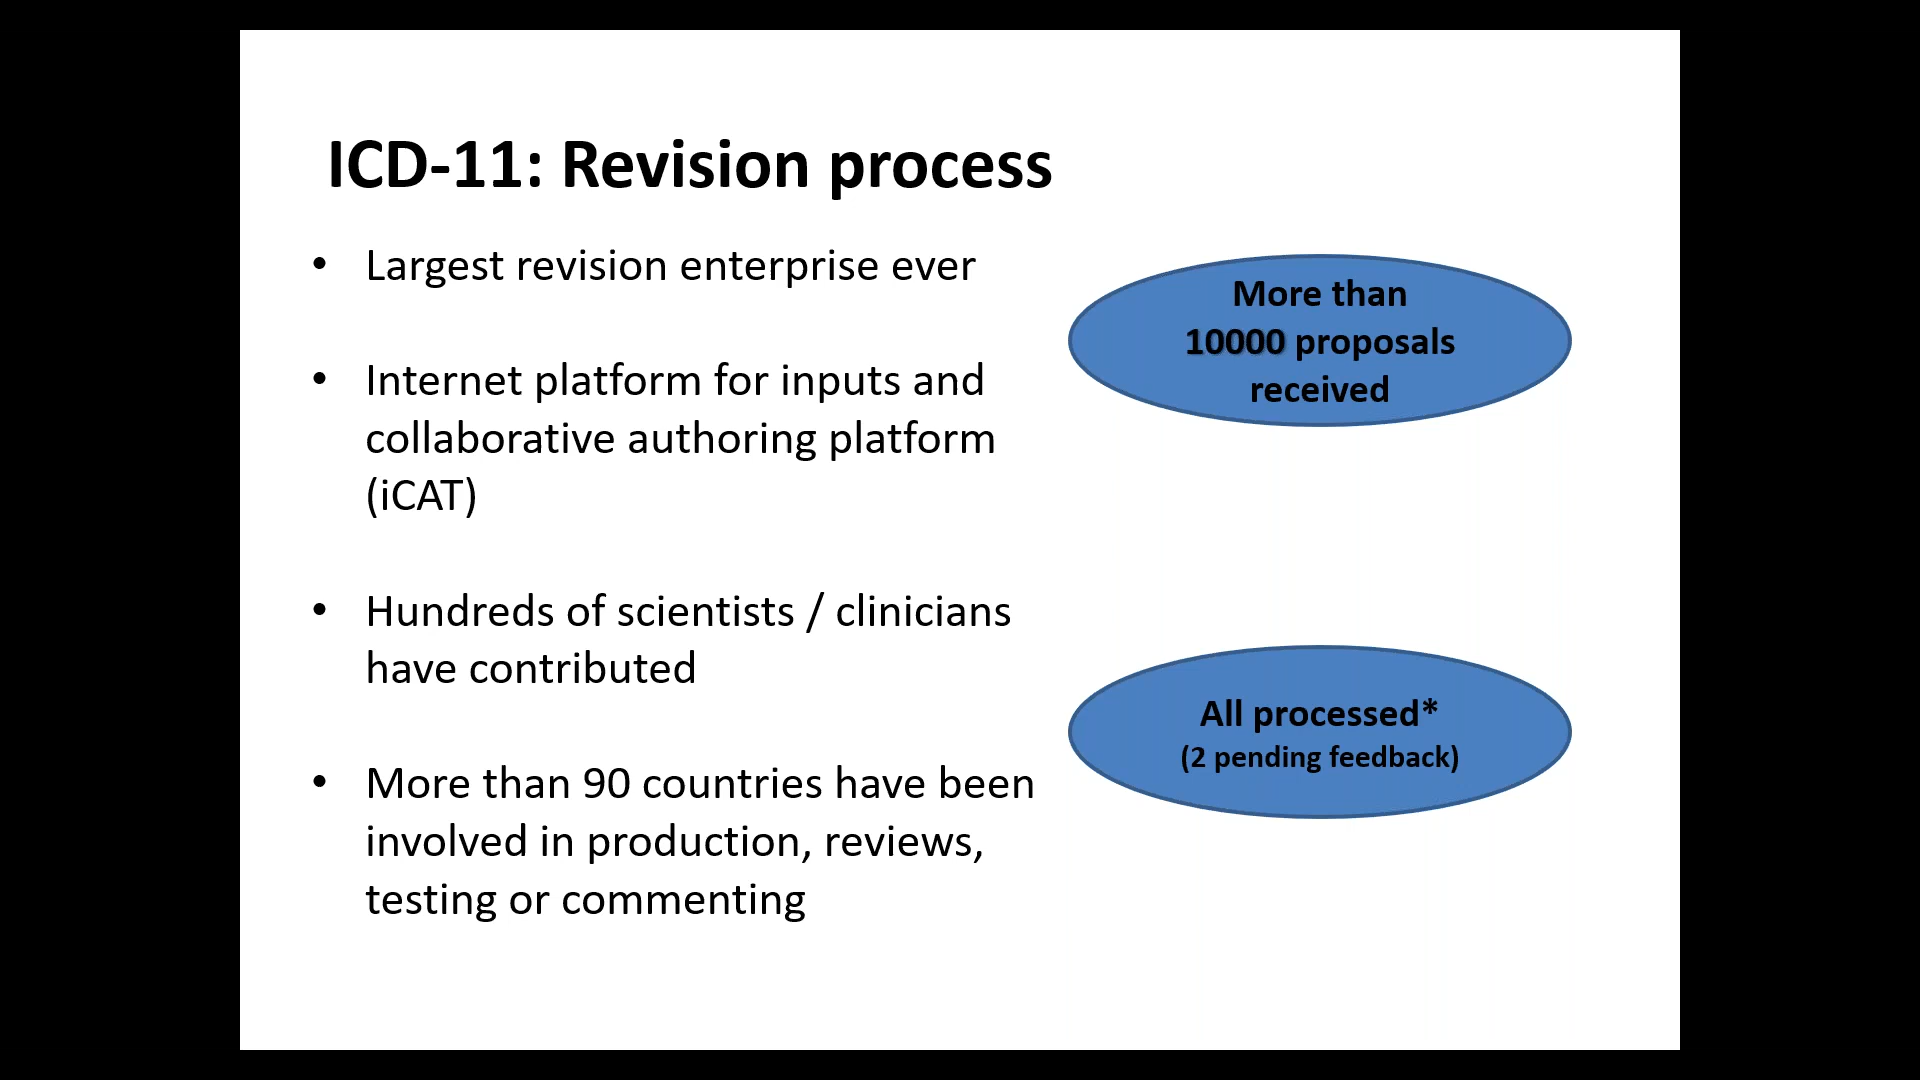 ICD-11: Revision process
• Largest revision enterprise ever
• Internet platform for inputs and
collaborative authoring platform
(iCAT)
• Hundreds of scientists / clinicians
have contributed
• More than 90 countries have been
involved in production, reviews,
testing or commenting
More than
10000 proposals
received
All processed*
(2 pending feedback)